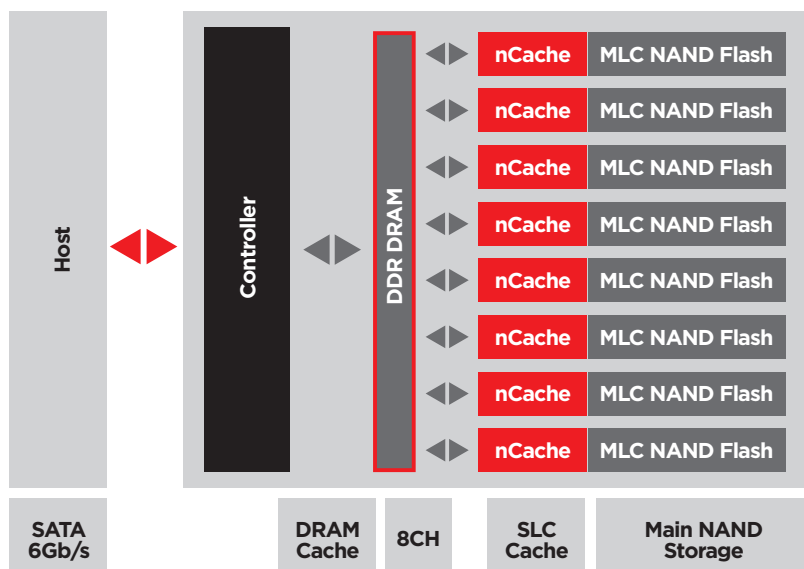 Host
Controller
DDR DRAM
nCache MLC NAND Flash
nCache MLC NAND Flash
nCache MLC NAND Flash
nCache MLC NAND Flash
nCache MLC NAND Flash
nCache MLC NAND Flash
nCache MLC NAND Flash
nCache MLC NAND Flash
SATA
6Gb/s
DRAM
Cache
8CH
SLC
Cache
Main NAND
Storage